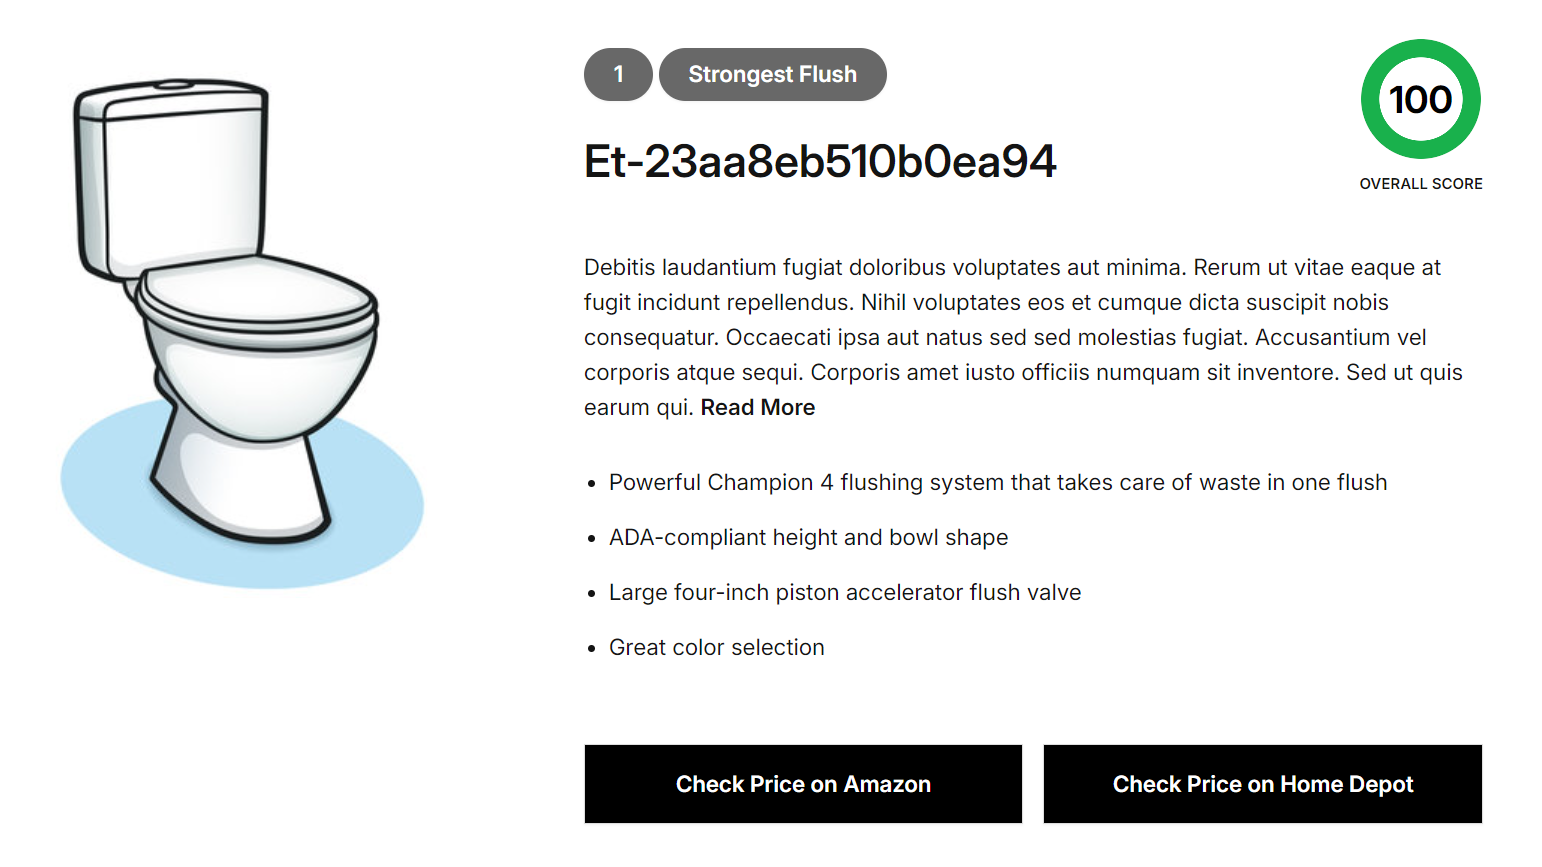 1 Strongest Flush
100
Et-23aa8eb510b0ea94
OVERALL SCORE
Debitis laudantium fugiat doloribus voluptates aut minima. Rerum ut vitae eaque at
fugit incidunt repellendus. Nihil voluptates eos et cumque dicta suscipit nobis
consequatur. Occaecati ipsa aut natus sed sed molestias fugiat. Accusantium vel
corporis atque sequi. Corporis amet iusto officiis numquam sit inventore. Sed ut quis
earum qui. Read More
• Powerful Champion 4 flushing system that takes care of waste in one flush
• ADA-compliant height and bowl shape
• Large four-inch piston accelerator flush valve
• Great color selection
Check Price on Amazon
Check Price on Home Depot